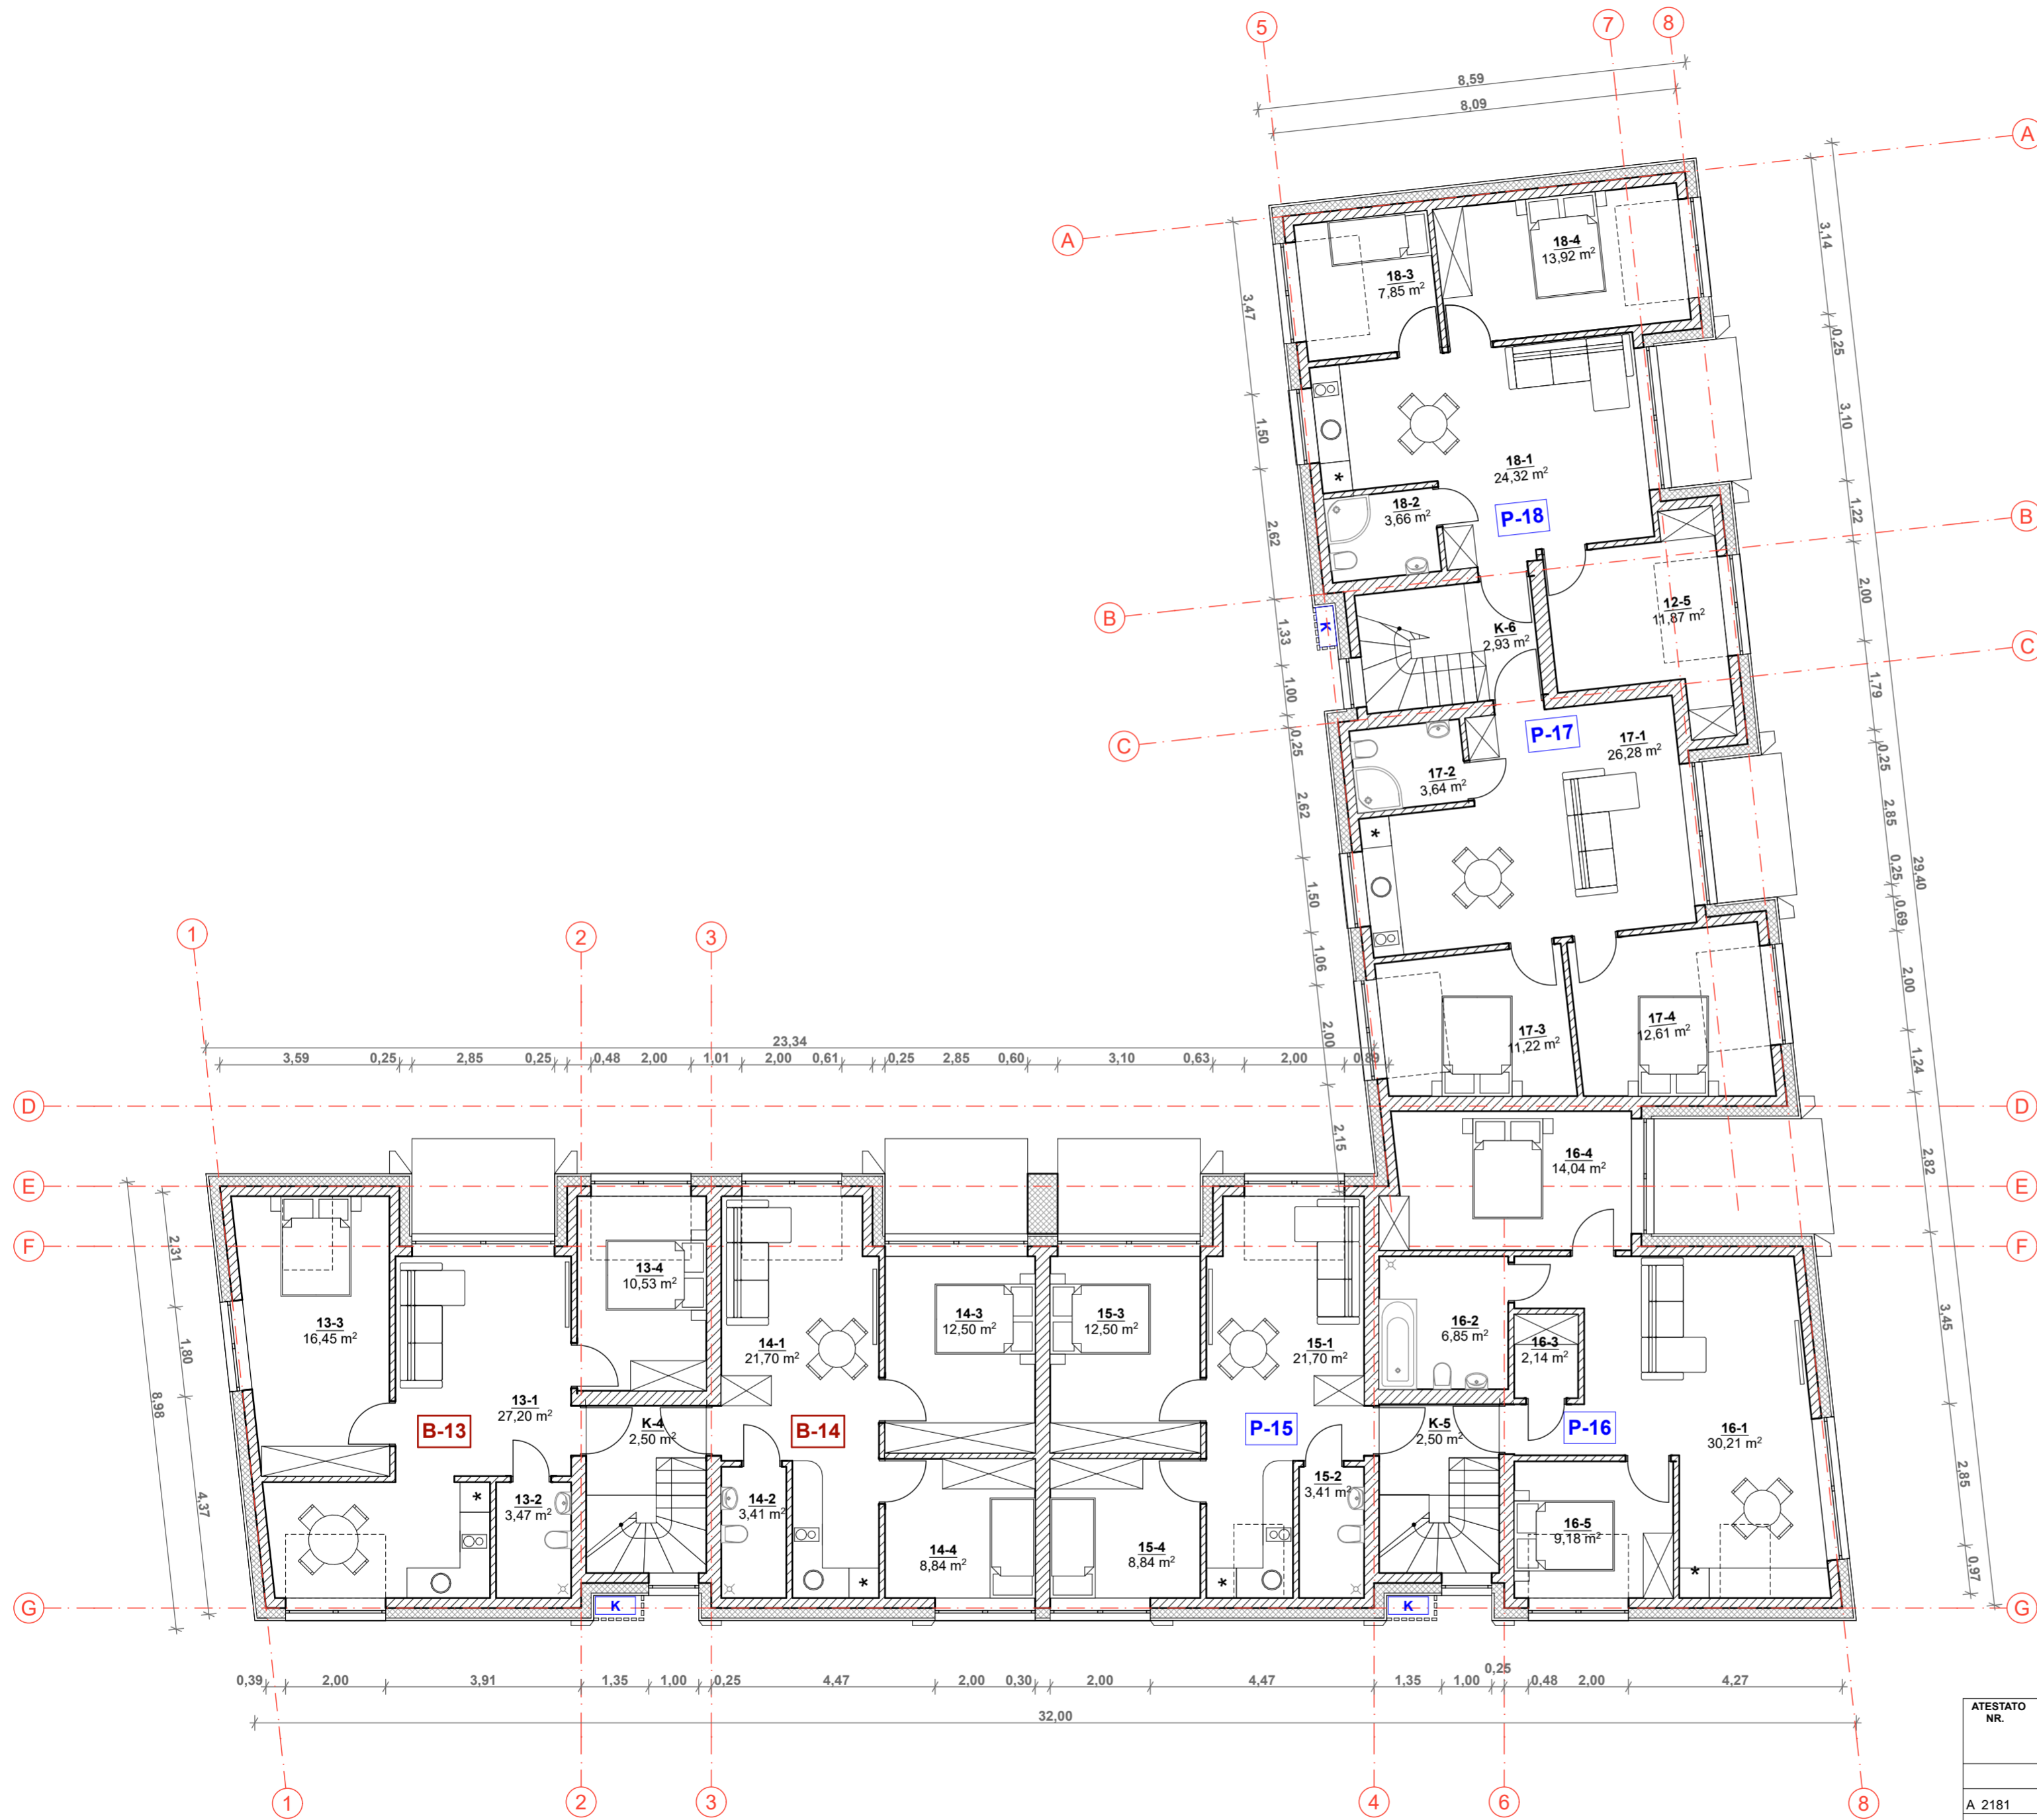 5
7
8
8,59
8,09
A
A
3,14
0,25
3,10
1,22
2,00
1,79
0,25
2,85
0,25
0,69
2,00
1,24
2,82
3,45
2,85
0,97
29,40
3,47
1,50
2,62
1,33
1,00
0,25
2,62
1,50
1,06
2,00
2,15
18-4
13,92 m²
18-3
7,85 m²
18-1
24,32 m²
*
18-2
3,66 m²
P-18
B
B
12-5
11,87 m²
K
K-6
2,93 m²
C
C
P-17
17-1
26,28 m²
17-2
3,64 m²
*
17-3
11,22 m²
17-4
12,61 m²
1
2
3
23,34
3,59 0,25 2,85 0,25 0,48 2,00 1,01 2,00 0,61 0,25 2,85 0,60 3,10 0,63 2,00 0,89
D
D
E
E
F
F
16-4
14,04 m²
2,31
1,80
4,37
8,98
13-4
10,53 m²
13-3
16,45 m²
14-3
12,50 m²
15-3
12,50 m²
14-1
21,70 m²
15-1
21,70 m²
16-2
6,85 m²
16-3
2,14 m²
13-1
27,20 m²
B-13
K-4
2,50 m²
B-14
P-15
K-5
2,50 m²
P-16
16-1
30,21 m²
*
13-2
3,47 m²
14-2
3,41 m²
15-2
3,41 m²
14-4
8,84 m²
15-4
8,84 m²
16-5
9,18 m²
*
*
*
G
K
K
G
0,39 2,00 3,91 1,35 1,00 0,25 4,47 2,00 0,30 2,00 4,47 1,35 1,00 0,25 0,48 2,00 4,27
32,00
1
2
3
4
6
8
ATESTATO
NR.
A 2181